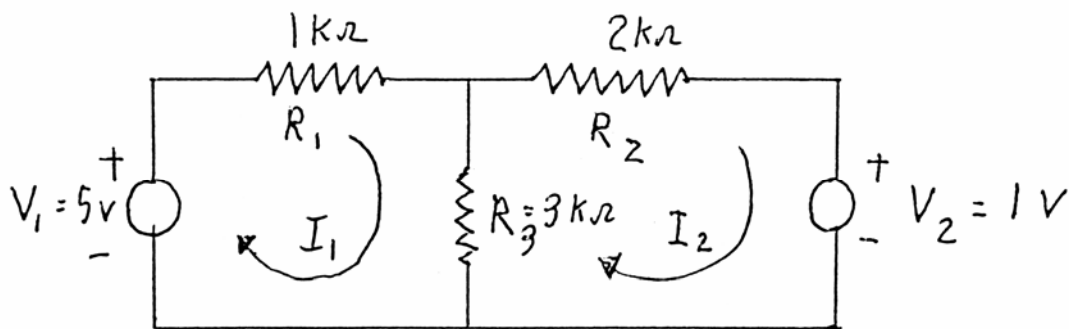 1kΩ
2kΩ
R₁
R₂
+
V₁ = 5v
-
I₁
R₃ = 3kΩ
I₂
+
V₂ = 1 V
-